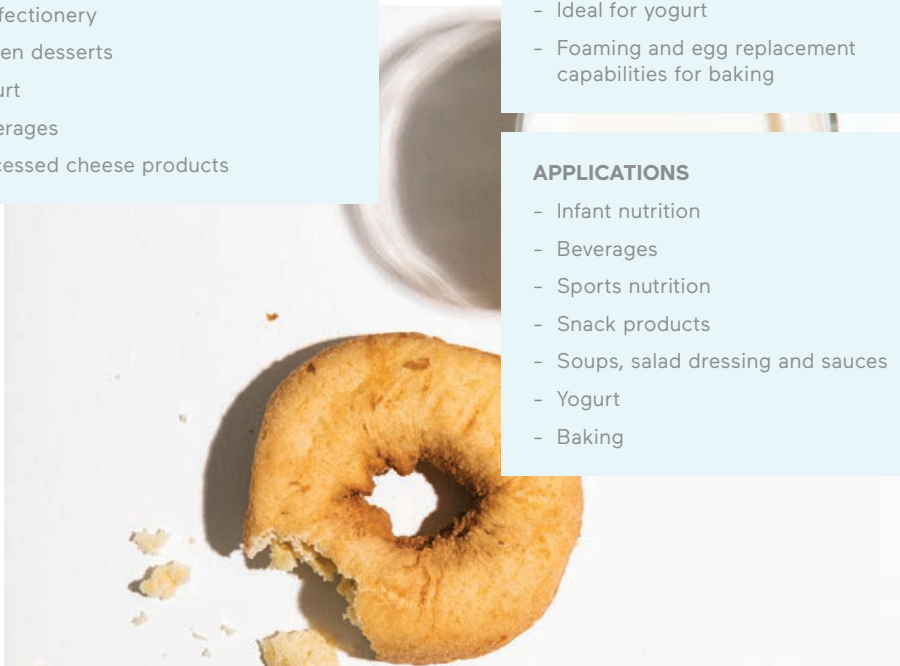 fectionery
en desserts
urt
erages
cessed cheese products
- Ideal for yogurt
- Foaming and egg replacement
capabilities for baking
APPLICATIONS
- Infant nutrition
- Beverages
- Sports nutrition
- Snack products
- Soups, salad dressing and sauces
- Yogurt
- Baking